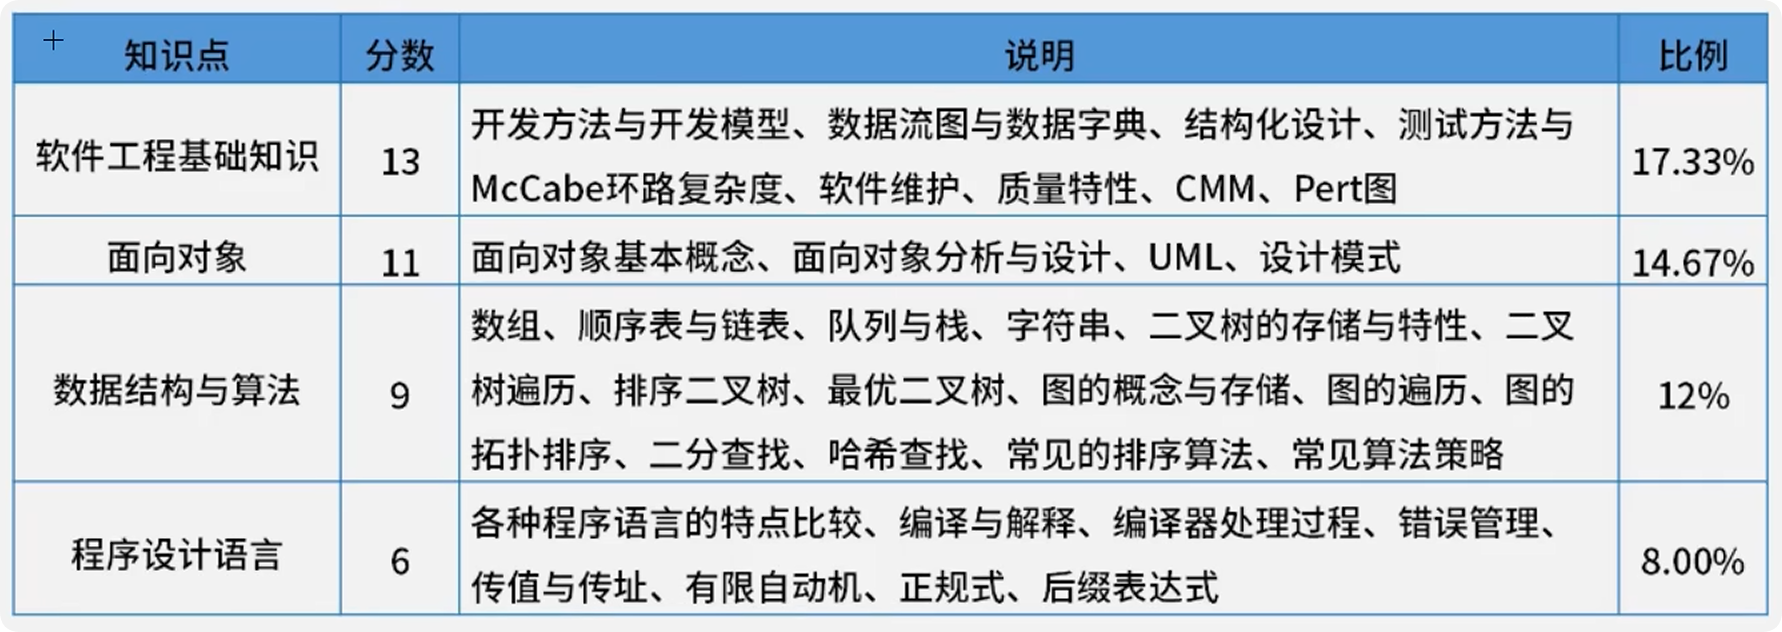 知识点 分数 说明 比例
软件工程基础知识 13 开发方法与开发模型、数据流图与数据字典、结构化设计、测试方法与
McCabe环路复杂度、软件维护、质量特性、CMM、Pert图 17.33%
面向对象 11 面向对象基本概念、面向对象分析与设计、UML、设计模式 14.67%
数据结构与算法 9 数组、顺序表与链表、队列与栈、字符串、二叉树的存储与特性、二叉
树遍历、排序二叉树、最优二叉树、图的概念与存储、图的遍历、图的
拓扑排序、二分查找、哈希查找、常见的排序算法、常见算法策略 12%
程序设计语言 6 各种程序语言的特点比较、编译与解释、编译器处理过程、错误管理、
传值与传址、有限自动机、正规式、后缀表达式 8.00%